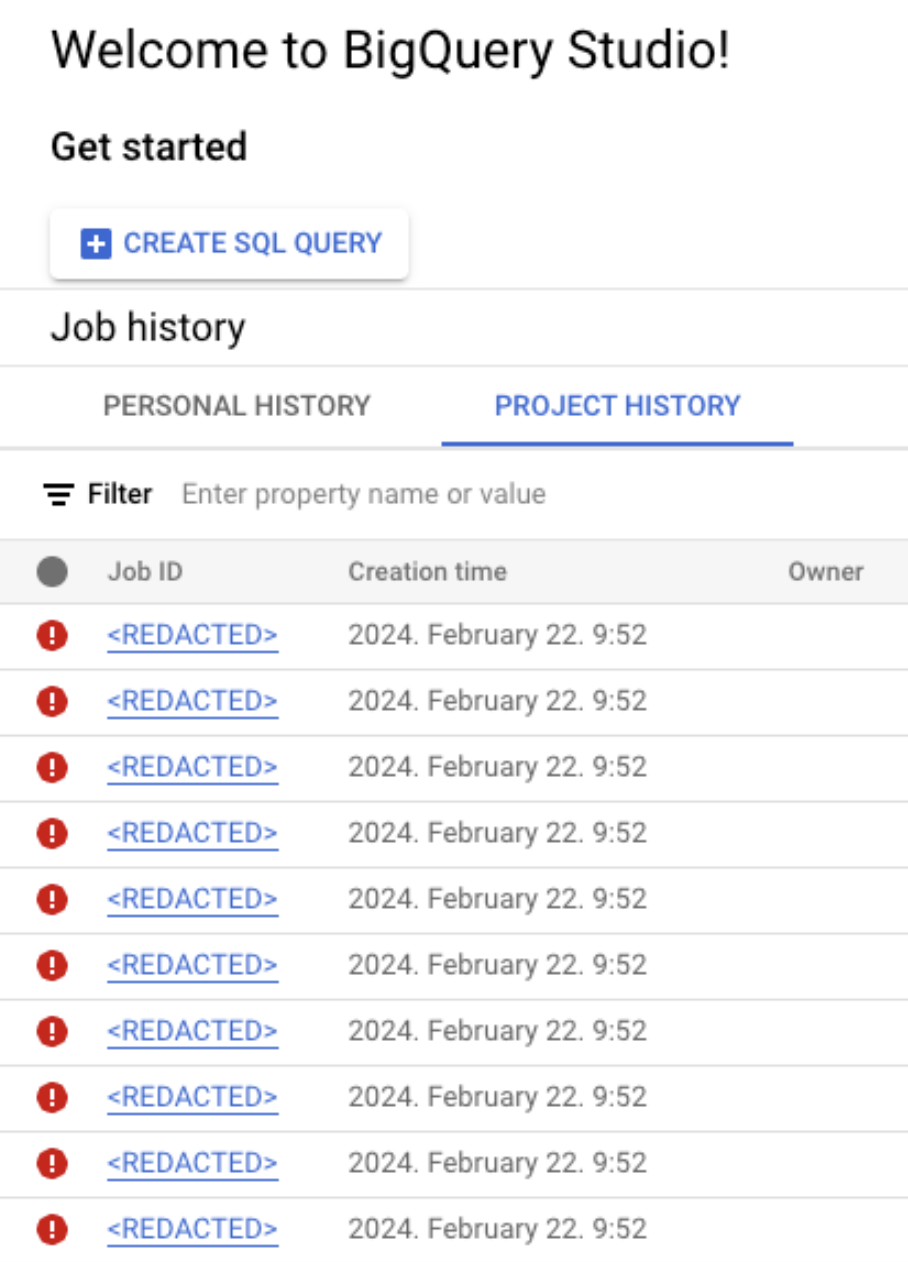 Welcome to BigQuery Studio!
Get started
CREATE SQL QUERY
Job history
PERSONAL HISTORY PROJECT HISTORY
Filter Enter property name or value
Job ID Creation time Owner
<REDACTED> 2024. February 22. 9:52
<REDACTED> 2024. February 22. 9:52
<REDACTED> 2024. February 22. 9:52
<REDACTED> 2024. February 22. 9:52
<REDACTED> 2024. February 22. 9:52
<REDACTED> 2024. February 22. 9:52
<REDACTED> 2024. February 22. 9:52
<REDACTED> 2024. February 22. 9:52
<REDACTED> 2024. February 22. 9:52
<REDACTED> 2024. February 22. 9:52